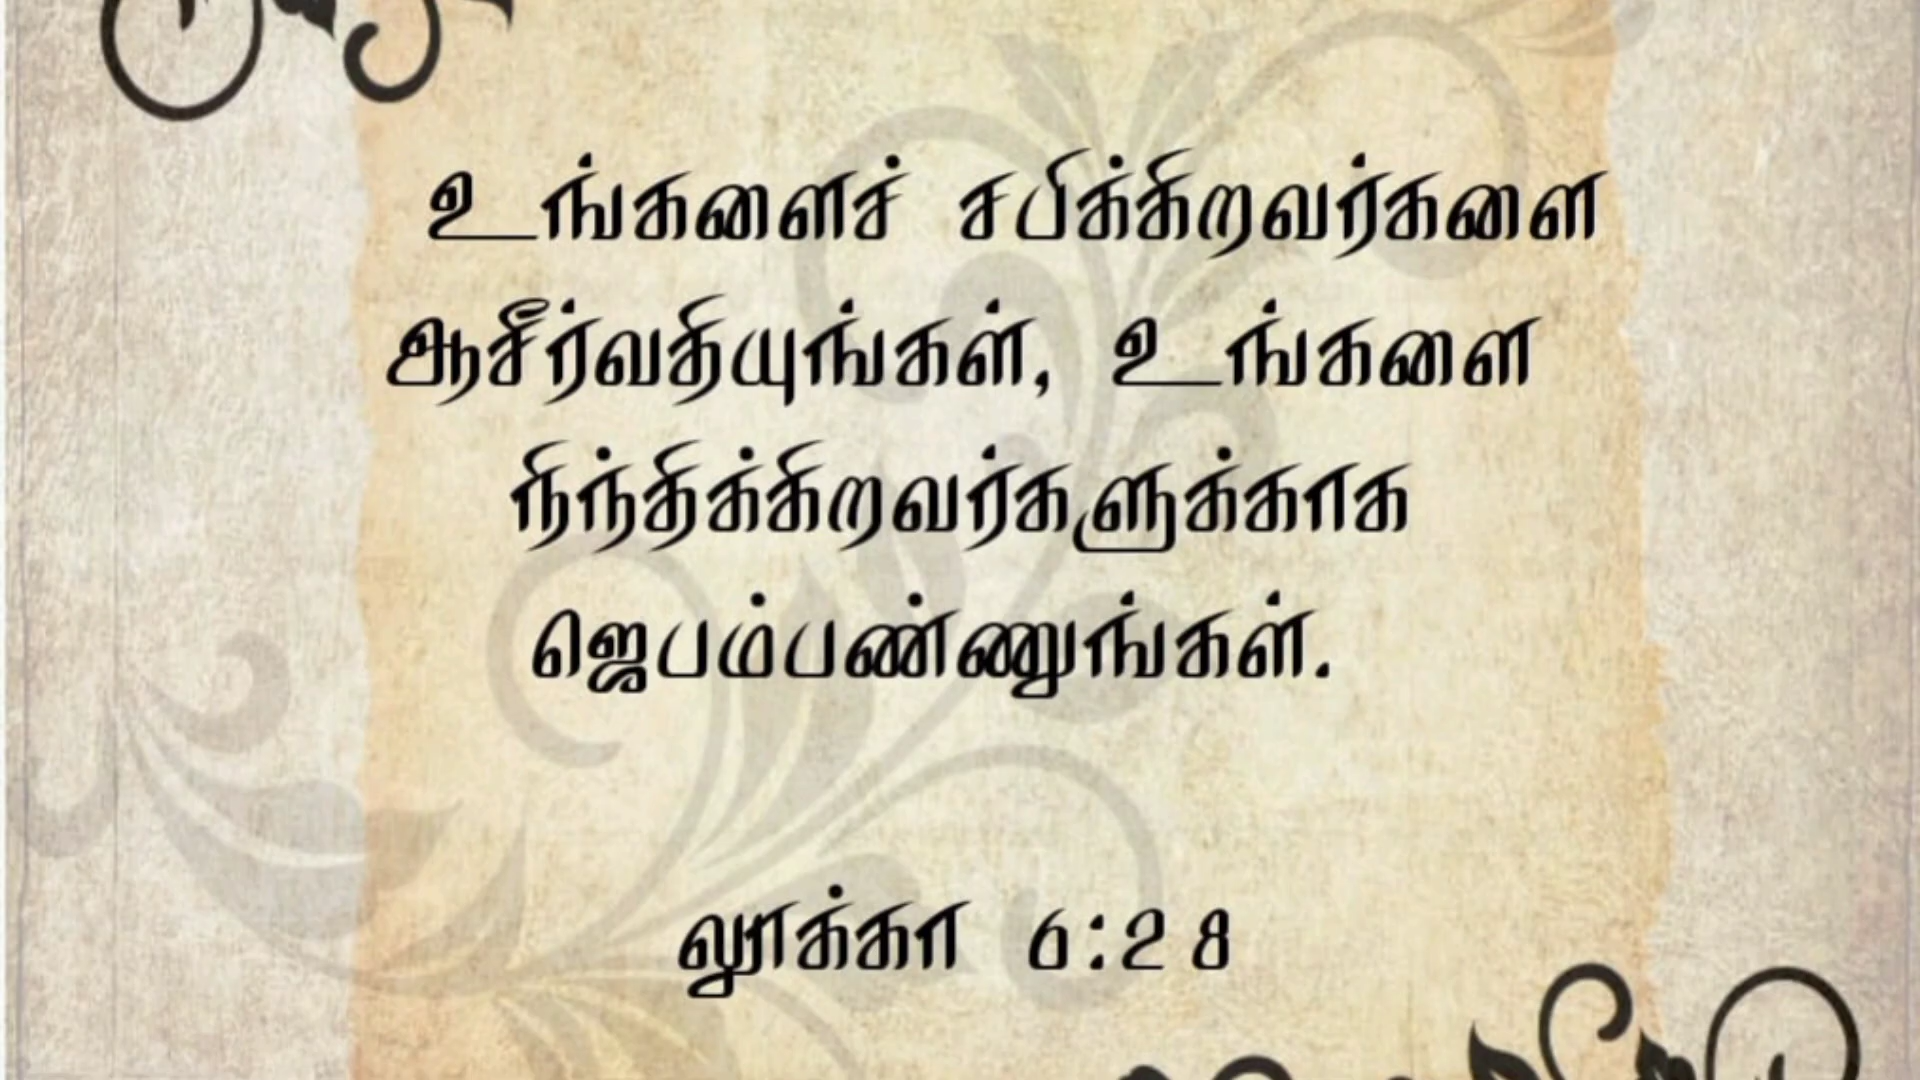 உங்களைச் சபிக்கிறவர்களை
ஆசீர்வதியுங்கள், உங்களை
நிந்திக்கிறவர்களுக்காக
ஜெபம்பண்ணுங்கள்.
லூக்கா 6:28